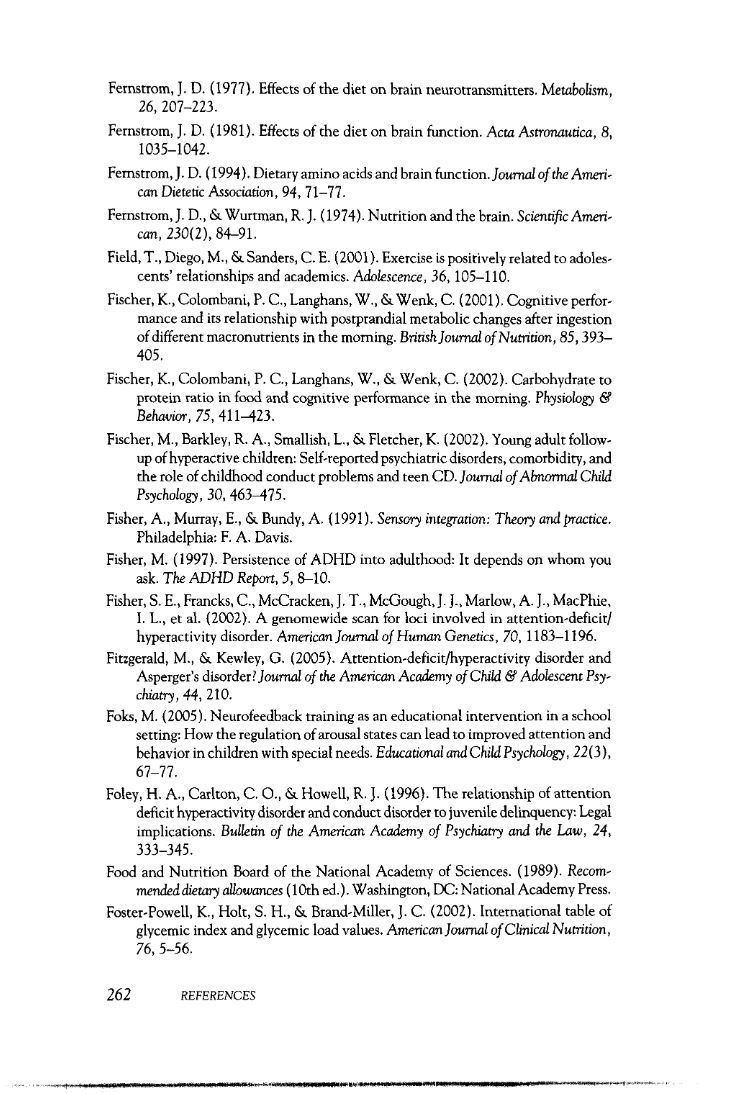 Fernstrom, J. D. (1977). Effects of the diet on brain neurotransmitters. Metabolism,
26, 207–223.
Fernstrom, J. D. (1981). Effects of the diet on brain function. Acta Astronautica, 8,
1035–1042.
Fernstrom, J. D. (1994). Dietary amino acids and brain function. Journal of the Ameri-
can Dietetic Association, 94, 71–77.
Fernstrom, J. D., & Wurtman, R. J. (1974). Nutrition and the brain. Scientific Ameri-
can, 230(2), 84–91.
Field, T., Diego, M., & Sanders, C. E. (2001). Exercise is positively related to adoles-
cents' relationships and academics. Adolescence, 36, 105–110.
Fischer, K., Colombani, P. C., Langhans, W., & Wenk, C. (2001). Cognitive perfor-
mance and its relationship with postprandial metabolic changes after ingestion
of different macronutrients in the morning. British Journal of Nutrition, 85, 393–
405.
Fischer, K., Colombani, P. C., Langhans, W., & Wenk, C. (2002). Carbohydrate to
protein ratio in food and cognitive performance in the morning. Physiology &
Behavior, 75, 411–423.
Fischer, M., Barkley, R. A., Smallish, L., & Fletcher, K. (2002). Young adult follow-
up of hyperactive children: Self-reported psychiatric disorders, comorbidity, and
the role of childhood conduct problems and teen CD. Journal of Abnormal Child
Psychology, 30, 463–475.
Fisher, A., Murray, E., & Bundy, A. (1991). Sensory integration: Theory and practice.
Philadelphia: F. A. Davis.
Fisher, M. (1997). Persistence of ADHD into adulthood: It depends on whom you
ask. The ADHD Report, 5, 8–10.
Fisher, S. E., Francks, C., McCracken, J. T., McGough, J. J., Marlow, A. J., MacPhie,
I. L., et al. (2002). A genomewide scan for loci involved in attention-deficit/
hyperactivity disorder. American Journal of Human Genetics, 70, 1183–1196.
Fitzgerald, M., & Kewley, G. (2005). Attention-deficit/hyperactivity disorder and
Asperger's disorder? Journal of the American Academy of Child & Adolescent Psy-
chiatry, 44, 210.
Foks, M. (2005). Neurofeedback training as an educational intervention in a school
setting: How the regulation of arousal states can lead to improved attention and
behavior in children with special needs. Educational and Child Psychology, 22(3),
67–77.
Foley, H. A., Carlton, C. O., & Howell, R. J. (1996). The relationship of attention
deficit hyperactivity disorder and conduct disorder to juvenile delinquency: Legal
implications. Bulletin of the American Academy of Psychiatry and the Law, 24,
333–345.
Food and Nutrition Board of the National Academy of Sciences. (1989). Recom-
mended dietary allowances (10th ed.). Washington, DC: National Academy Press.
Foster-Powell, K., Holt, S. H., & Brand-Miller, J. C. (2002). International table of
glycemic index and glycemic load values. American Journal of Clinical Nutrition,
76, 5–56.
262 REFERENCES